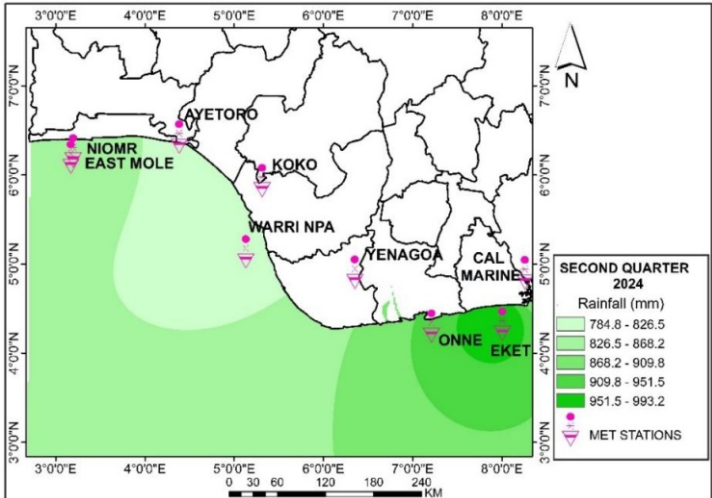 3°0'0"E 4°0'0"E 5°0'0"E 6°0'0"E 7°0'0"E 8°0'0"E
7°0'0"N
6°0'0"N
5°0'0"N
4°0'0"N
3°0'0"N
N
AYETORO
NIOMR
EAST MOLE
KOKO
WARRI NPA
YENAGOA
CAL
MARINE
ONNE
EKET
7°0'0"N
6°0'0"N
5°0'0"N
4°0'0"N
3°0'0"N
SECOND QUARTER
2024
Rainfall (mm)
784.8 - 826.5
826.5 - 868.2
868.2 - 909.8
909.8 - 951.5
951.5 - 993.2
MET STATIONS
3°0'0"E 4°0'0"E 5°0'0"E 6°0'0"E 7°0'0"E 8°0'0"E
0 30 60 120 180 240
KM